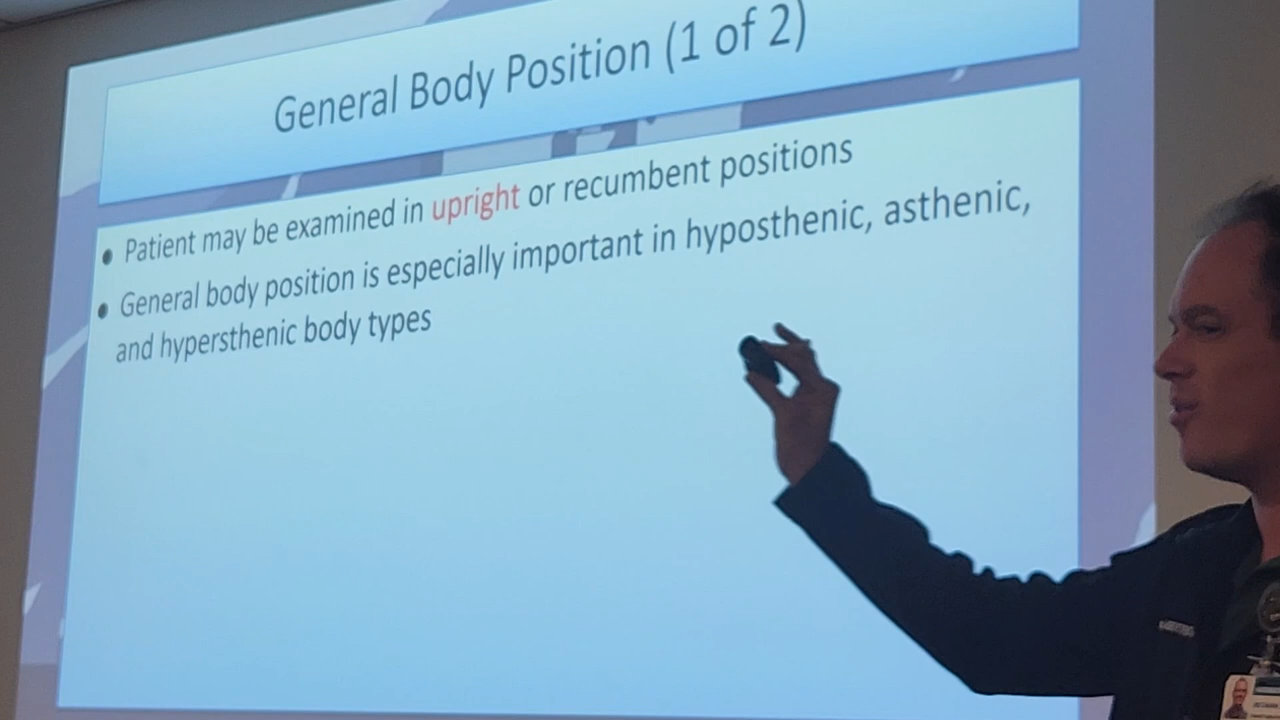 General Body Position (1 of 2)
• Patient may be examined in upright or recumbent positions
• General body position is especially important in hyposthenic, asthenic,
and hypersthenic body types